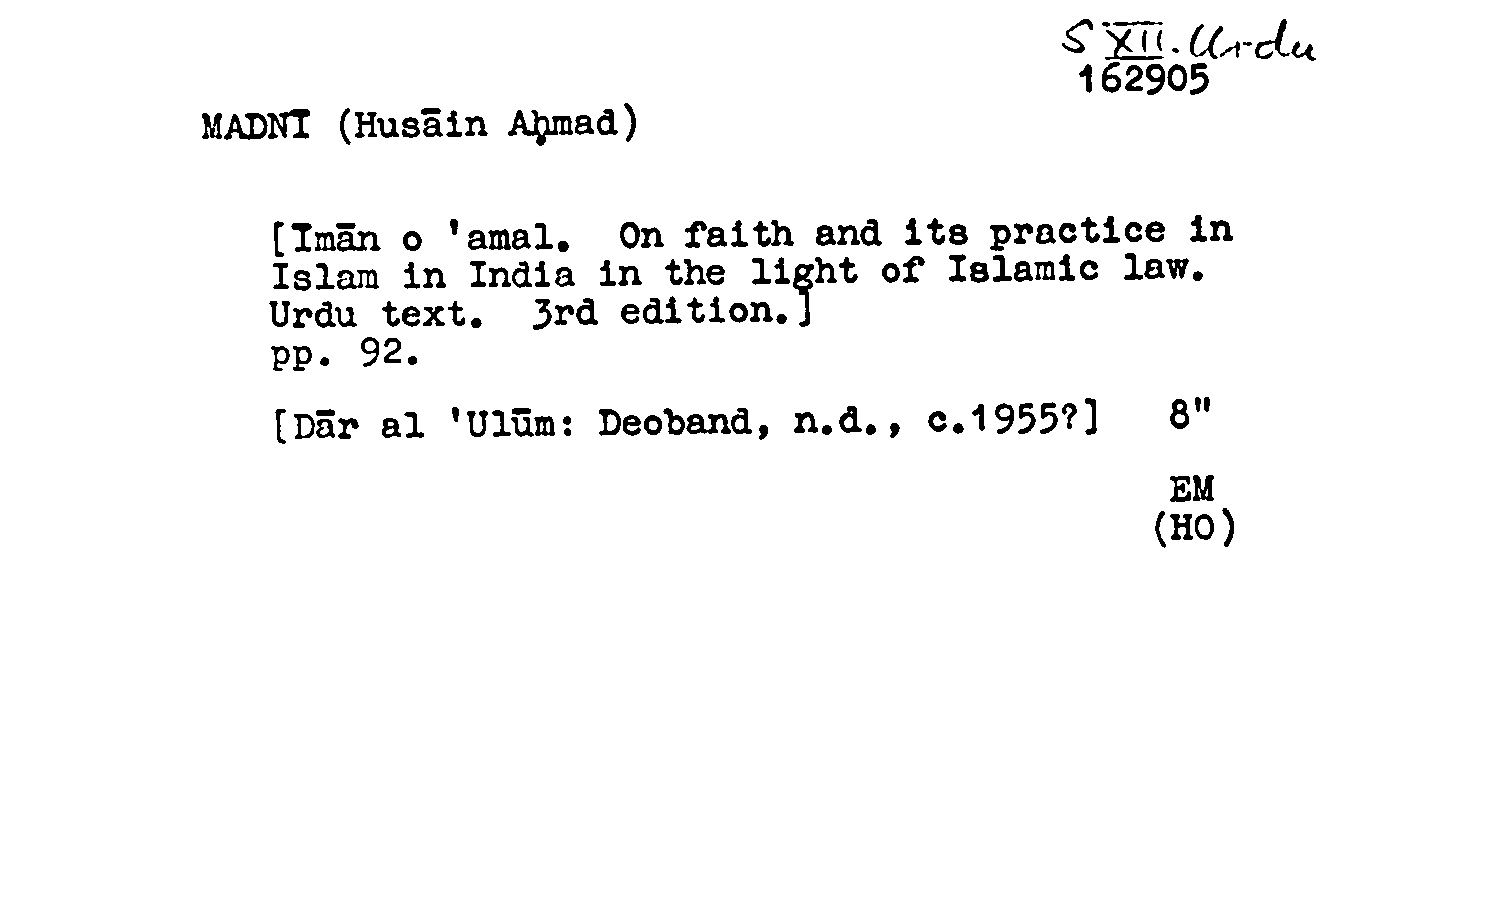 S XII. Urdu
162905
MADNĪ (Husāin Aḥmad)
[Imān o 'amal. On faith and its practice in
Islam in India in the light of Islamic law.
Urdu text. 3rd edition.]
pp. 92.
[Dār al 'Ulūm: Deoband, n.d., c.1955?] 8"
EM
(HO)